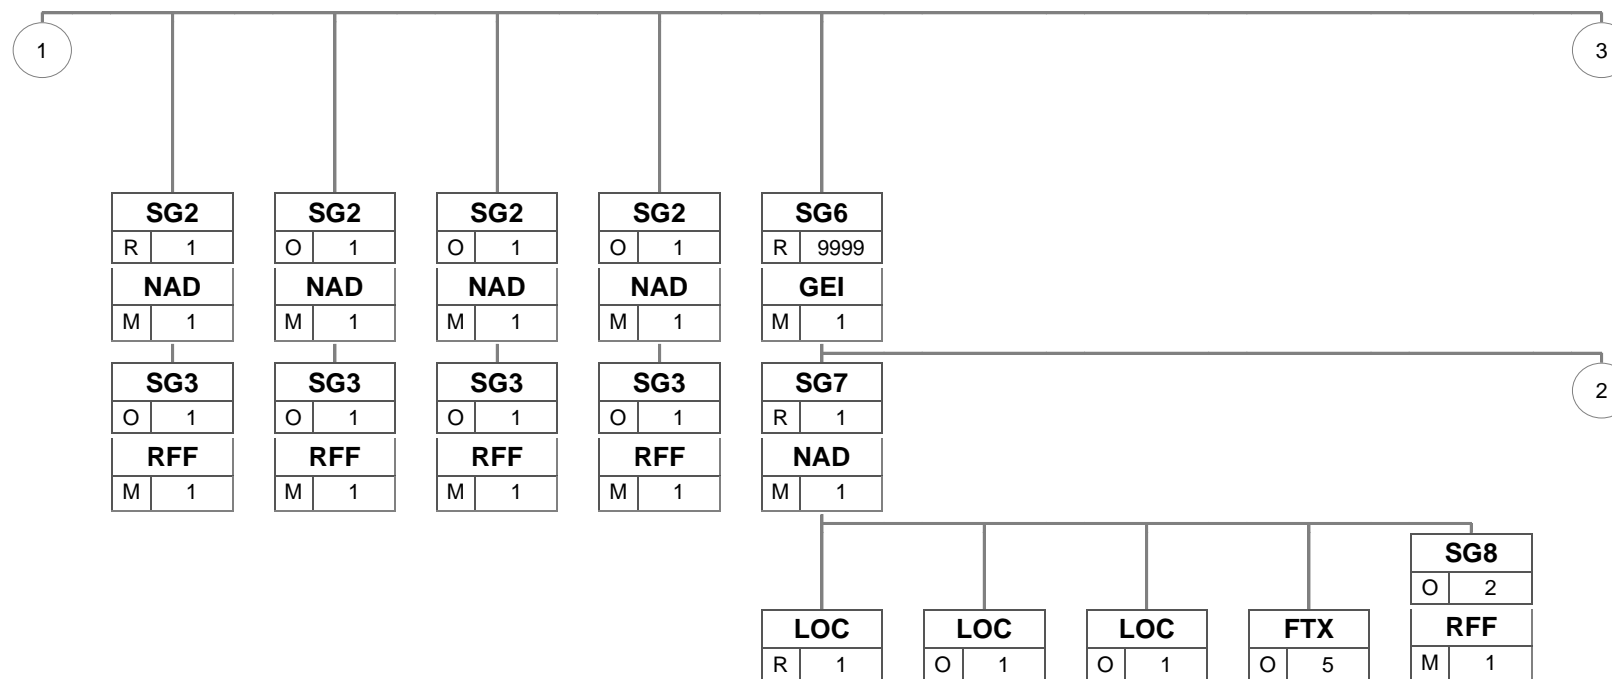 1 3
SG2 SG2 SG2 SG2 SG6
R 1 O 1 O 1 O 1 R 9999
NAD NAD NAD NAD GEI
M 1 M 1 M 1 M 1 M 1
SG3 SG3 SG3 SG3 SG7
O 1 O 1 O 1 O 1 R 1
2
RFF RFF RFF RFF NAD
M 1 M 1 M 1 M 1 M 1
SG8
O 2
LOC LOC LOC FTX RFF
R 1 O 1 O 1 O 5 M 1